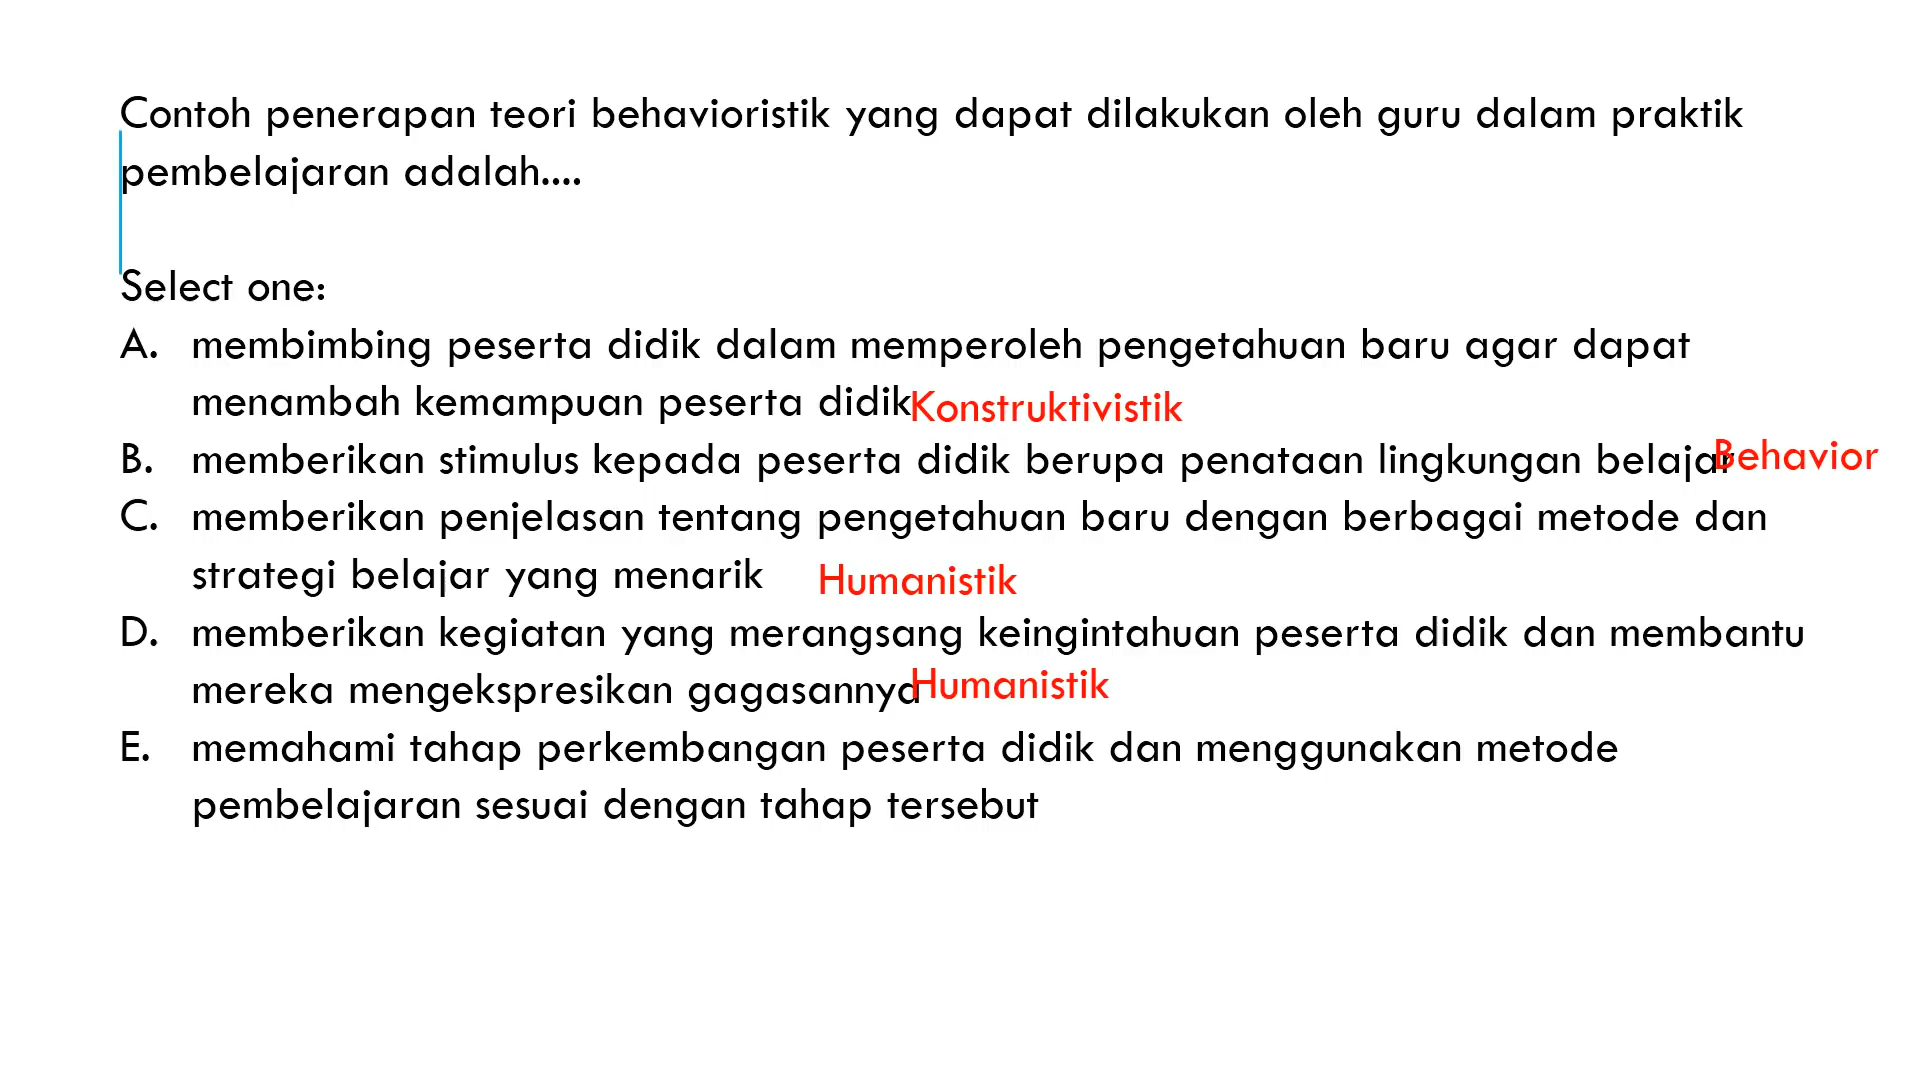 Contoh penerapan teori behavioristik yang dapat dilakukan oleh guru dalam praktik
pembelajaran adalah....
Select one:
A. membimbing peserta didik dalam memperoleh pengetahuan baru agar dapat
menambah kemampuan peserta didik Konstruktivistik
B. memberikan stimulus kepada peserta didik berupa penataan lingkungan belajar Behavior
C. memberikan penjelasan tentang pengetahuan baru dengan berbagai metode dan
strategi belajar yang menarik Humanistik
D. memberikan kegiatan yang merangsang keingintahuan peserta didik dan membantu
mereka mengekspresikan gagasannya Humanistik
E. memahami tahap perkembangan peserta didik dan menggunakan metode
pembelajaran sesuai dengan tahap tersebut